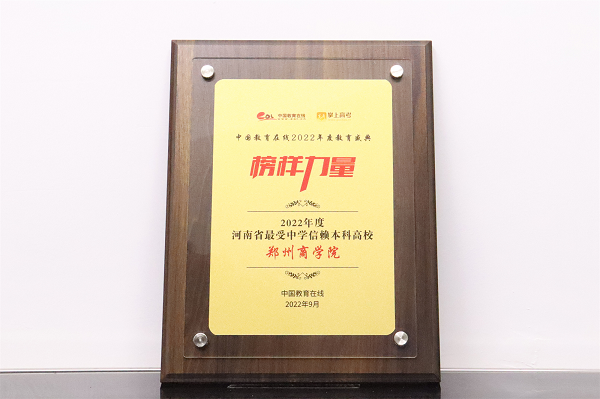 eol 中国教育在线 掌上高考
中国教育在线2022年度教育盛典
榜样力量
2022年度
河南省最受中学信赖本科高校
郑州商学院
中国教育在线
2022年9月